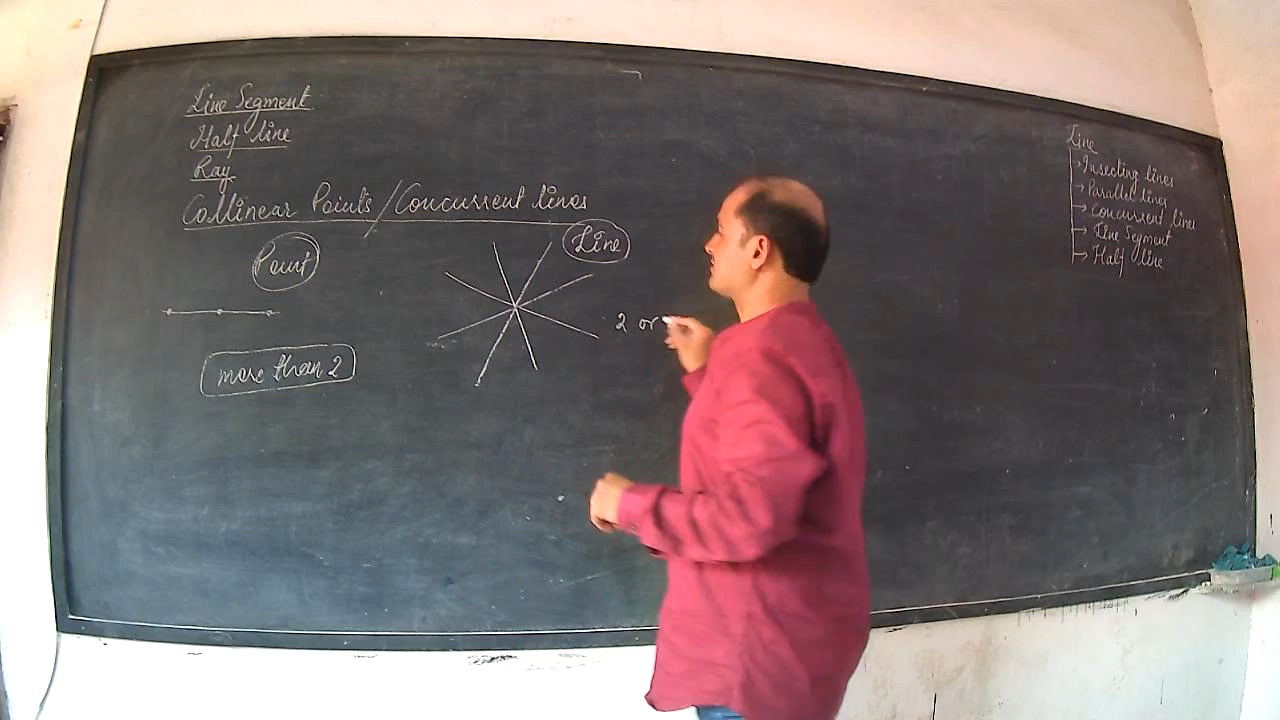 Line Segment
Half line
Ray
Collinear Points / Concurrent lines
Point
Line
2 or
more than 2
Line
Insecting lines
Parallel lines
Concurrent lines
Line Segment
Half line